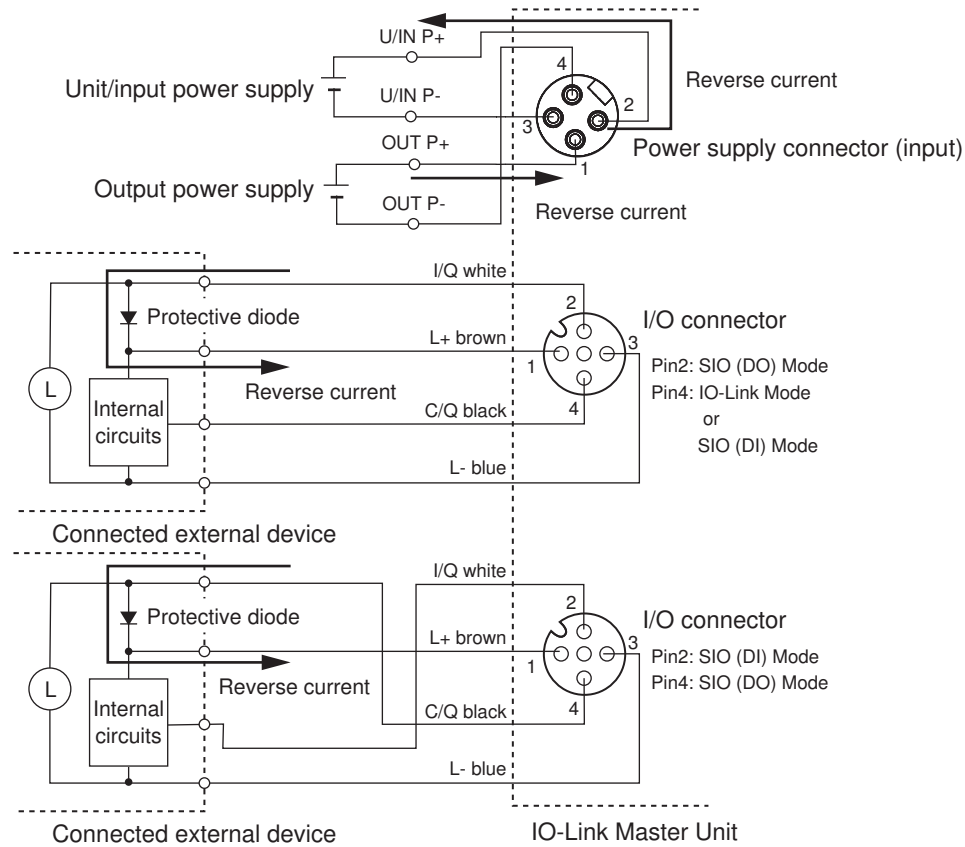 U/IN P+
4
Reverse current
Unit/input power supply
2
U/IN P-
3
OUT P+
Power supply connector (input)
1
Output power supply
OUT P-
Reverse current
I/Q white
2
Protective diode
I/O connector
L+ brown
3
1
Pin2: SIO (DO) Mode
L
Reverse current
Pin4: IO-Link Mode
Internal
circuits
C/Q black
4
or
SIO (DI) Mode
L- blue
Connected external device
I/Q white
2
Protective diode
I/O connector
L+ brown
3
1
Pin2: SIO (DI) Mode
L
Reverse current
Pin4: SIO (DO) Mode
Internal
circuits
C/Q black
4
L- blue
Connected external device
IO-Link Master Unit